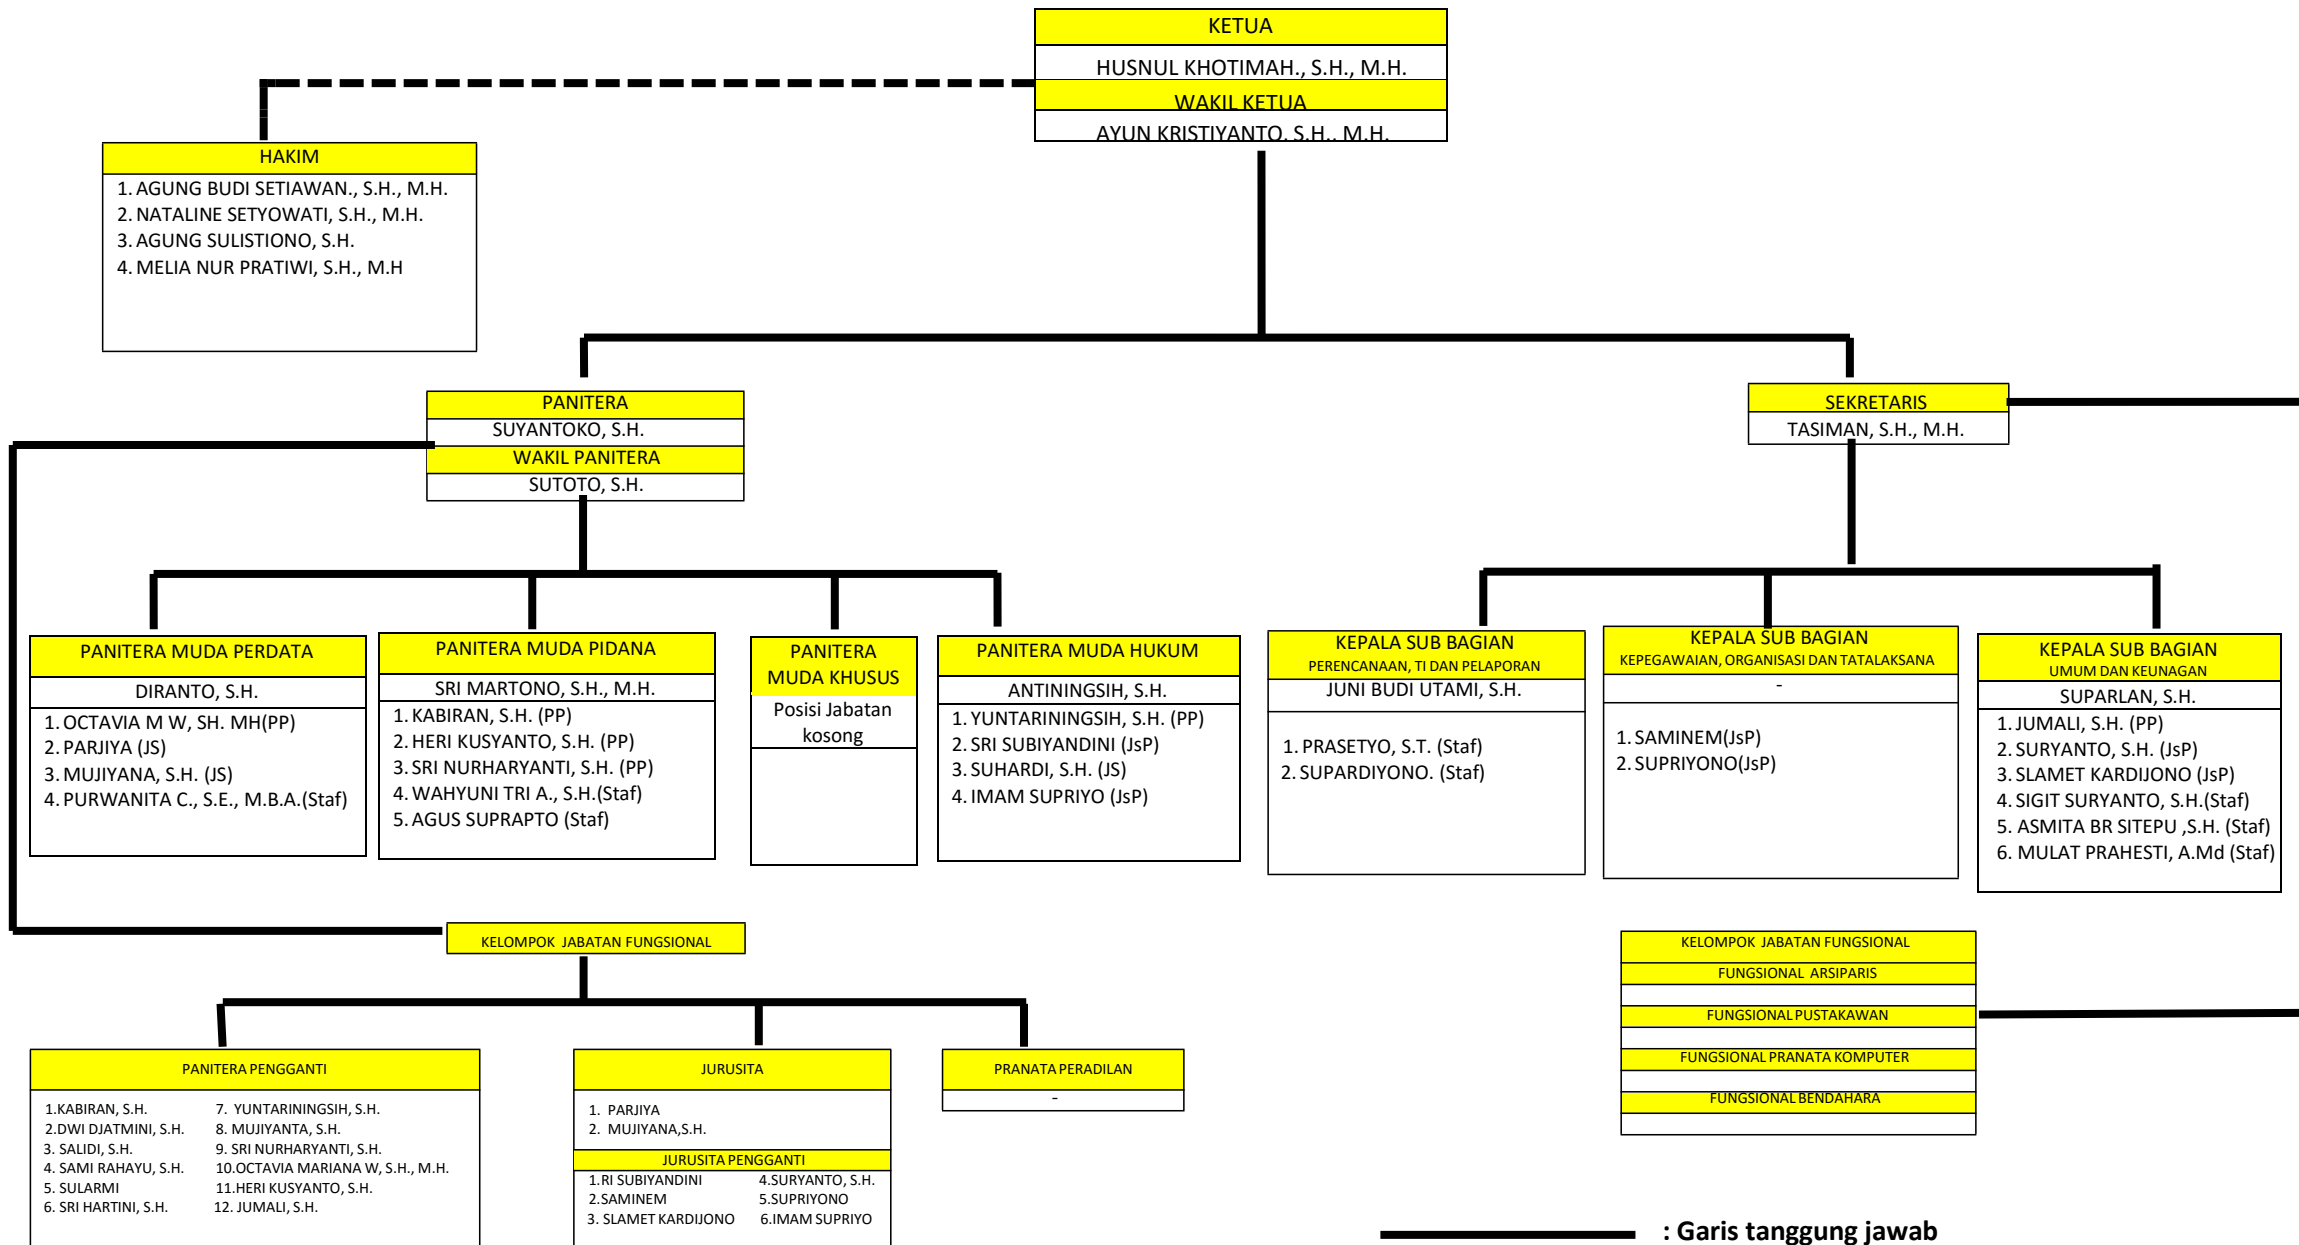 KETUA
HUSNUL KHOTIMAH., S.H., M.H.
WAKIL KETUA
AYUN KRISTIYANTO, S.H., M.H.
HAKIM
1. AGUNG BUDI SETIAWAN., S.H., M.H.
2. NATALINE SETYOWATI, S.H., M.H.
3. AGUNG SULISTIONO, S.H.
4. MELIA NUR PRATIWI, S.H., M.H
PANITERA
SUYANTOKO, S.H.
WAKIL PANITERA
SUTOTO, S.H.
SEKRETARIS
TASIMAN, S.H., M.H.
PANITERA MUDA PERDATA
DIRANTO, S.H.
1. OCTAVIA M W, SH. MH(PP)
2. PARJIYA (JS)
3. MUJIYANA, S.H. (JS)
4. PURWANITA C., S.E., M.B.A.(Staf)
PANITERA MUDA PIDANA
SRI MARTONO, S.H., M.H.
1. KABIRAN, S.H. (PP)
2. HERI KUSYANTO, S.H. (PP)
3. SRI NURHARYANTI, S.H. (PP)
4. WAHYUNI TRI A., S.H.(Staf)
5. AGUS SUPRAPTO (Staf)
PANITERA
MUDA KHUSUS
Posisi Jabatan
kosong
PANITERA MUDA HUKUM
ANTININGSIH, S.H.
1. YUNTARININGSIH, S.H. (PP)
2. SRI SUBIYANDINI (JsP)
3. SUHARDI, S.H. (JS)
4. IMAM SUPRIYO (JsP)
KEPALA SUB BAGIAN
PERENCANAAN, TI DAN PELAPORAN
JUNI BUDI UTAMI, S.H.
1. PRASETYO, S.T. (Staf)
2. SUPARDIYONO. (Staf)
KEPALA SUB BAGIAN
KEPEGAWAIAN, ORGANISASI DAN TATALAKSANA
-
1. SAMINEM(JsP)
2. SUPRIYONO(JsP)
KEPALA SUB BAGIAN
UMUM DAN KEUNAGAN
SUPARLAN, S.H.
1. JUMALI, S.H. (PP)
2. SURYANTO, S.H. (JsP)
3. SLAMET KARDIJONO (JsP)
4. SIGIT SURYANTO, S.H.(Staf)
5. ASMITA BR SITEPU ,S.H. (Staf)
6. MULAT PRAHESTI, A.Md (Staf)
KELOMPOK JABATAN FUNGSIONAL
PANITERA PENGGANTI
1.KABIRAN, S.H.
2.DWI DJATMINI, S.H.
3. SALIDI, S.H.
4. SAMI RAHAYU, S.H.
5. SULARMI
6. SRI HARTINI, S.H.
7. YUNTARININGSIH, S.H.
8. MUJIYANTA, S.H.
9. SRI NURHARYANTI, S.H.
10.OCTAVIA MARIANA W, S.H., M.H.
11.HERI KUSYANTO, S.H.
12. JUMALI, S.H.
JURUSITA
1. PARJIYA
2. MUJIYANA,S.H.
JURUSITA PENGGANTI
1.RI SUBIYANDINI
2.SAMINEM
3. SLAMET KARDIJONO
4.SURYANTO, S.H.
5.SUPRIYONO
6.IMAM SUPRIYO
PRANATA PERADILAN
-
KELOMPOK JABATAN FUNGSIONAL
FUNGSIONAL ARSIPARIS
FUNGSIONAL PUSTAKAWAN
FUNGSIONAL PRANATA KOMPUTER
FUNGSIONAL BENDAHARA
: Garis tanggung jawab